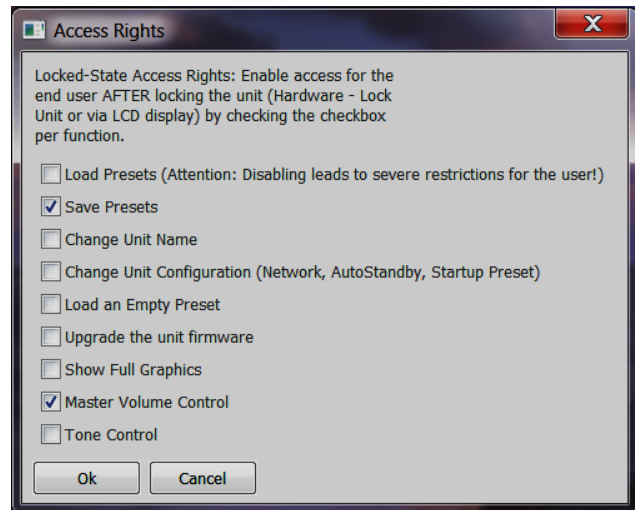 Access Rights
Locked-State Access Rights: Enable access for the
end user AFTER locking the unit (Hardware - Lock
Unit or via LCD display) by checking the checkbox
per function.
Load Presets (Attention: Disabling leads to severe restrictions for the user!)
Save Presets
Change Unit Name
Change Unit Configuration (Network, AutoStandby, Startup Preset)
Load an Empty Preset
Upgrade the unit firmware
Show Full Graphics
Master Volume Control
Tone Control
Ok Cancel